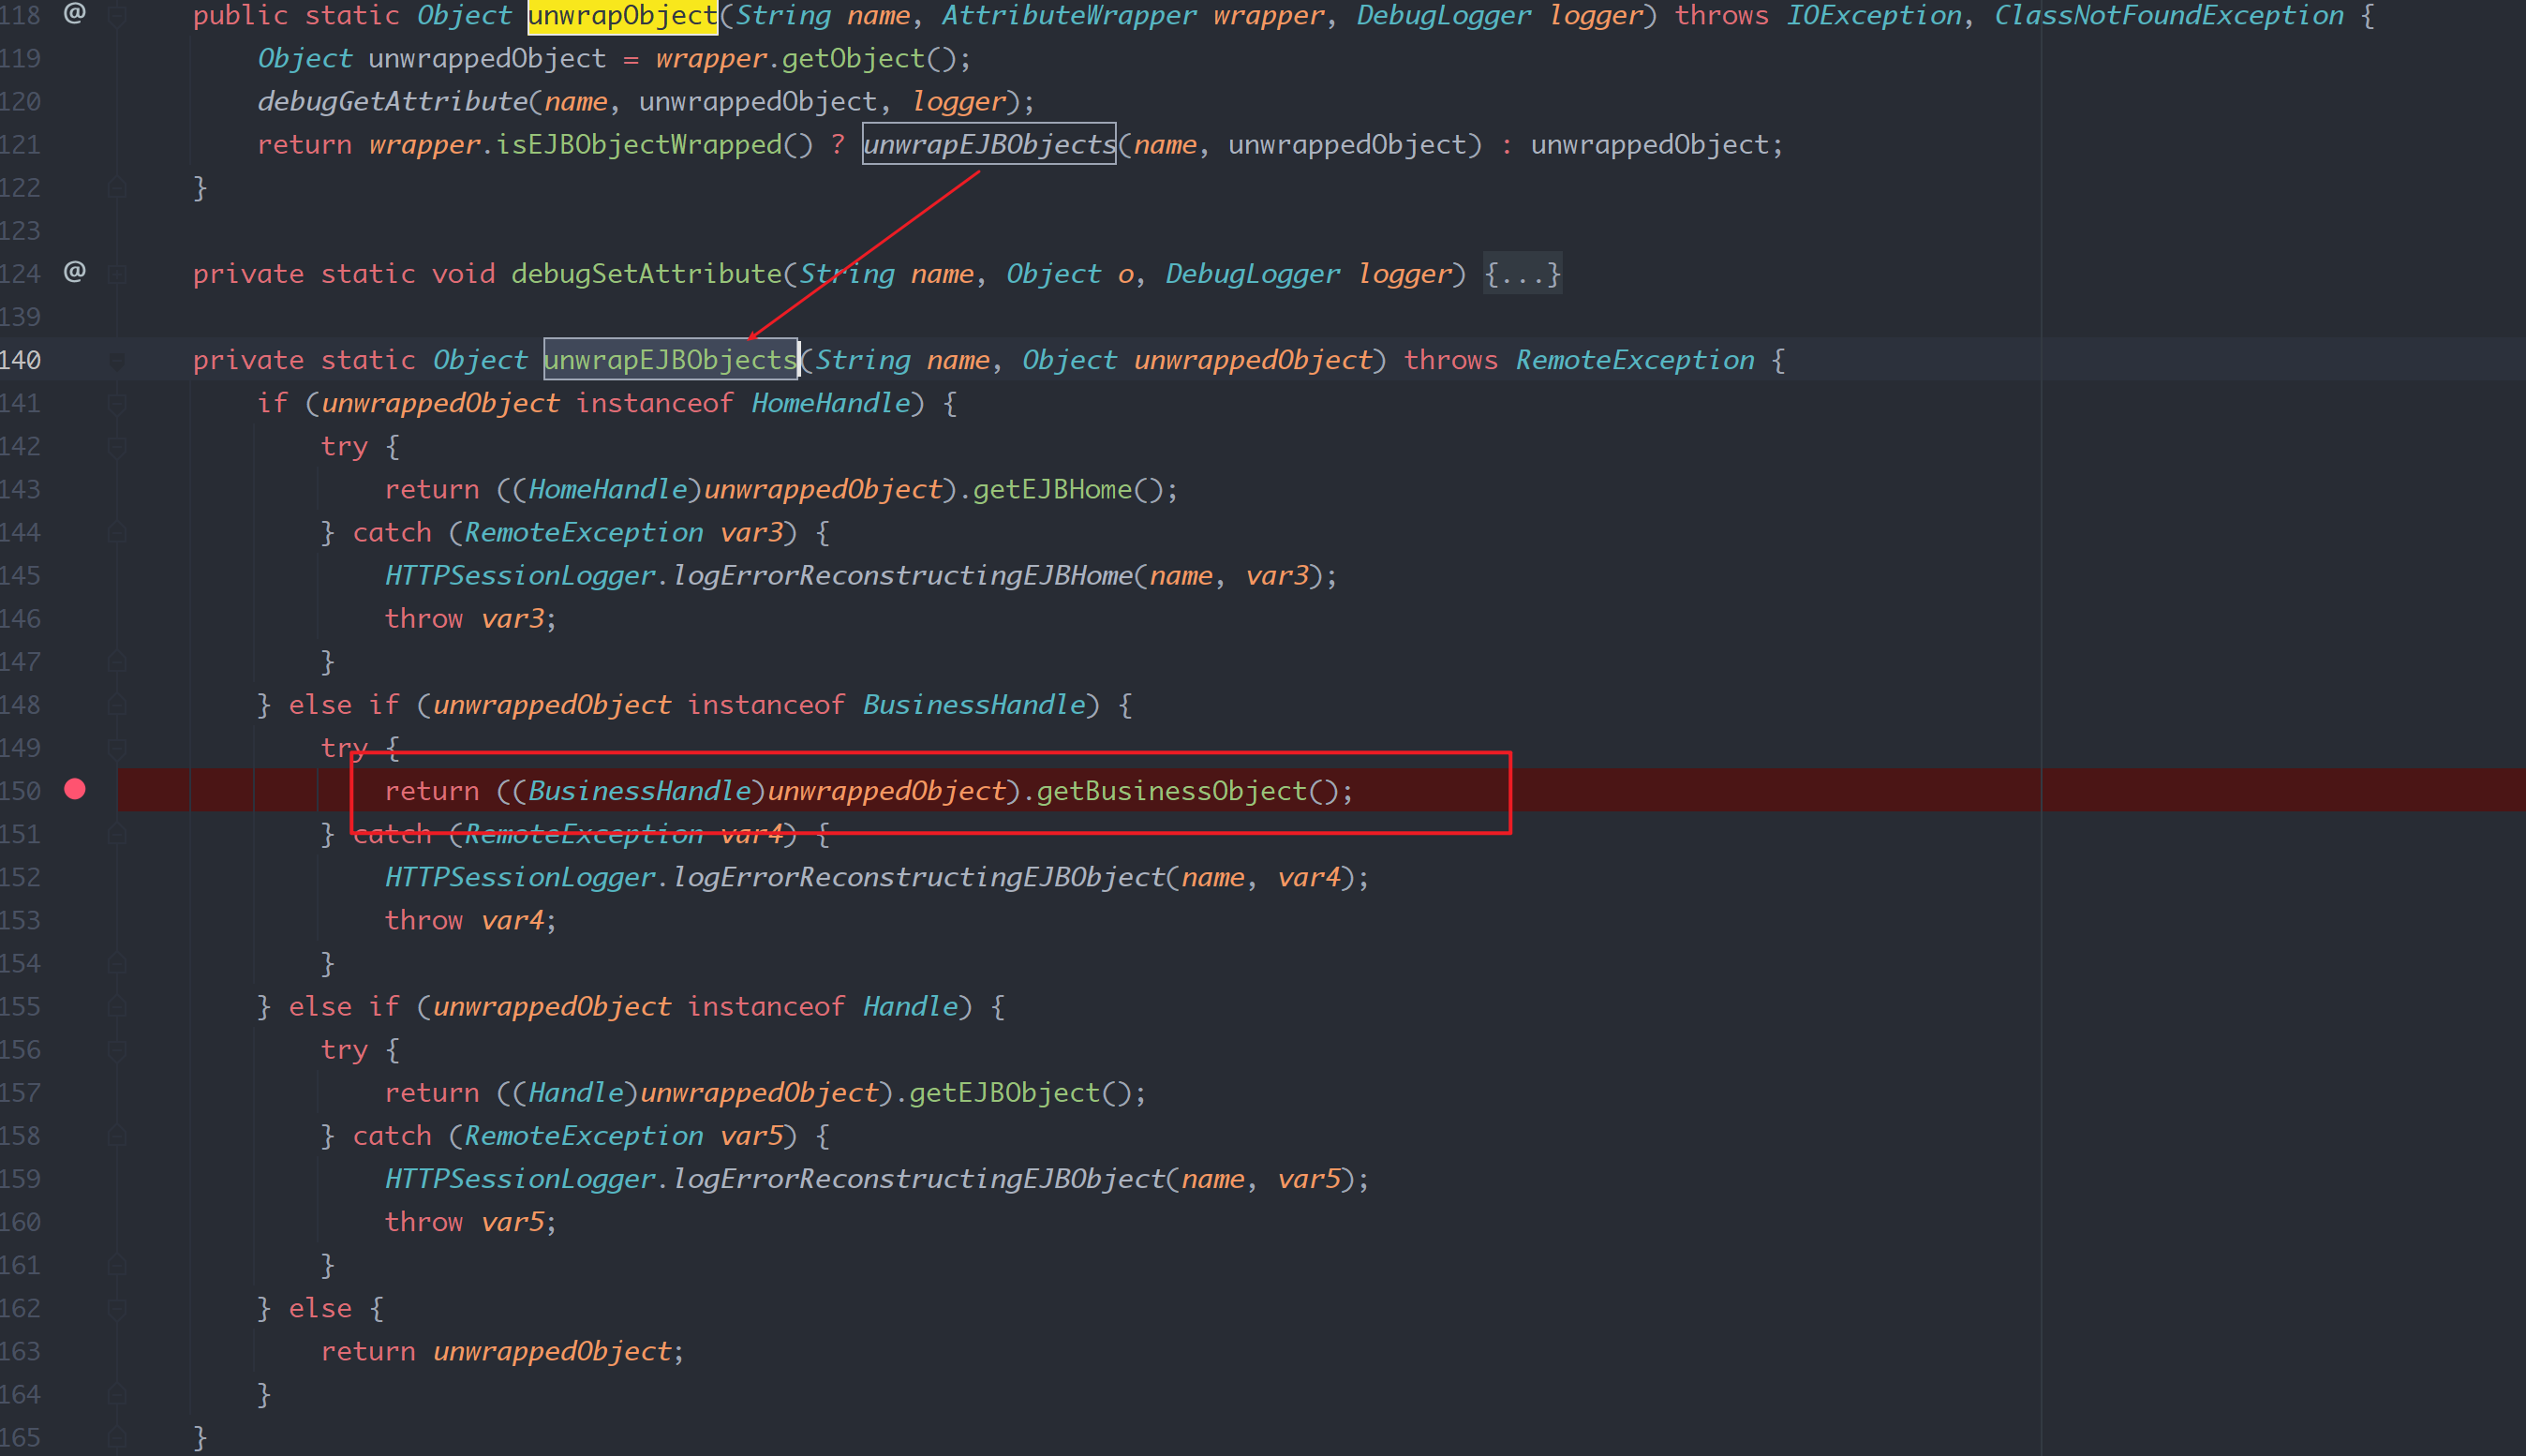 118 @ public static Object unwrapObject(String name, AttributeWrapper wrapper, DebugLogger logger) throws IOException, ClassNotFoundException {
119 Object unwrappedObject = wrapper.getObject();
120 debugGetAttribute(name, unwrappedObject, logger);
121 return wrapper.isEJBObjectWrapped() ? unwrapEJBObjects(name, unwrappedObject) : unwrappedObject;
122 }
123
124 @ private static void debugSetAttribute(String name, Object o, DebugLogger logger) {...}
139
140 private static Object unwrapEJBObjects(String name, Object unwrappedObject) throws RemoteException {
141 if (unwrappedObject instanceof HomeHandle) {
142 try {
143 return ((HomeHandle)unwrappedObject).getEJBHome();
144 } catch (RemoteException var3) {
145 HTTPSessionLogger.logErrorReconstructingEJBHome(name, var3);
146 throw var3;
147 }
148 } else if (unwrappedObject instanceof BusinessHandle) {
149 try {
150 return ((BusinessHandle)unwrappedObject).getBusinessObject();
151 } catch (RemoteException var4) {
152 HTTPSessionLogger.logErrorReconstructingEJBObject(name, var4);
153 throw var4;
154 }
155 } else if (unwrappedObject instanceof Handle) {
156 try {
157 return ((Handle)unwrappedObject).getEJBObject();
158 } catch (RemoteException var5) {
159 HTTPSessionLogger.logErrorReconstructingEJBObject(name, var5);
160 throw var5;
161 }
162 } else {
163 return unwrappedObject;
164 }
165 }